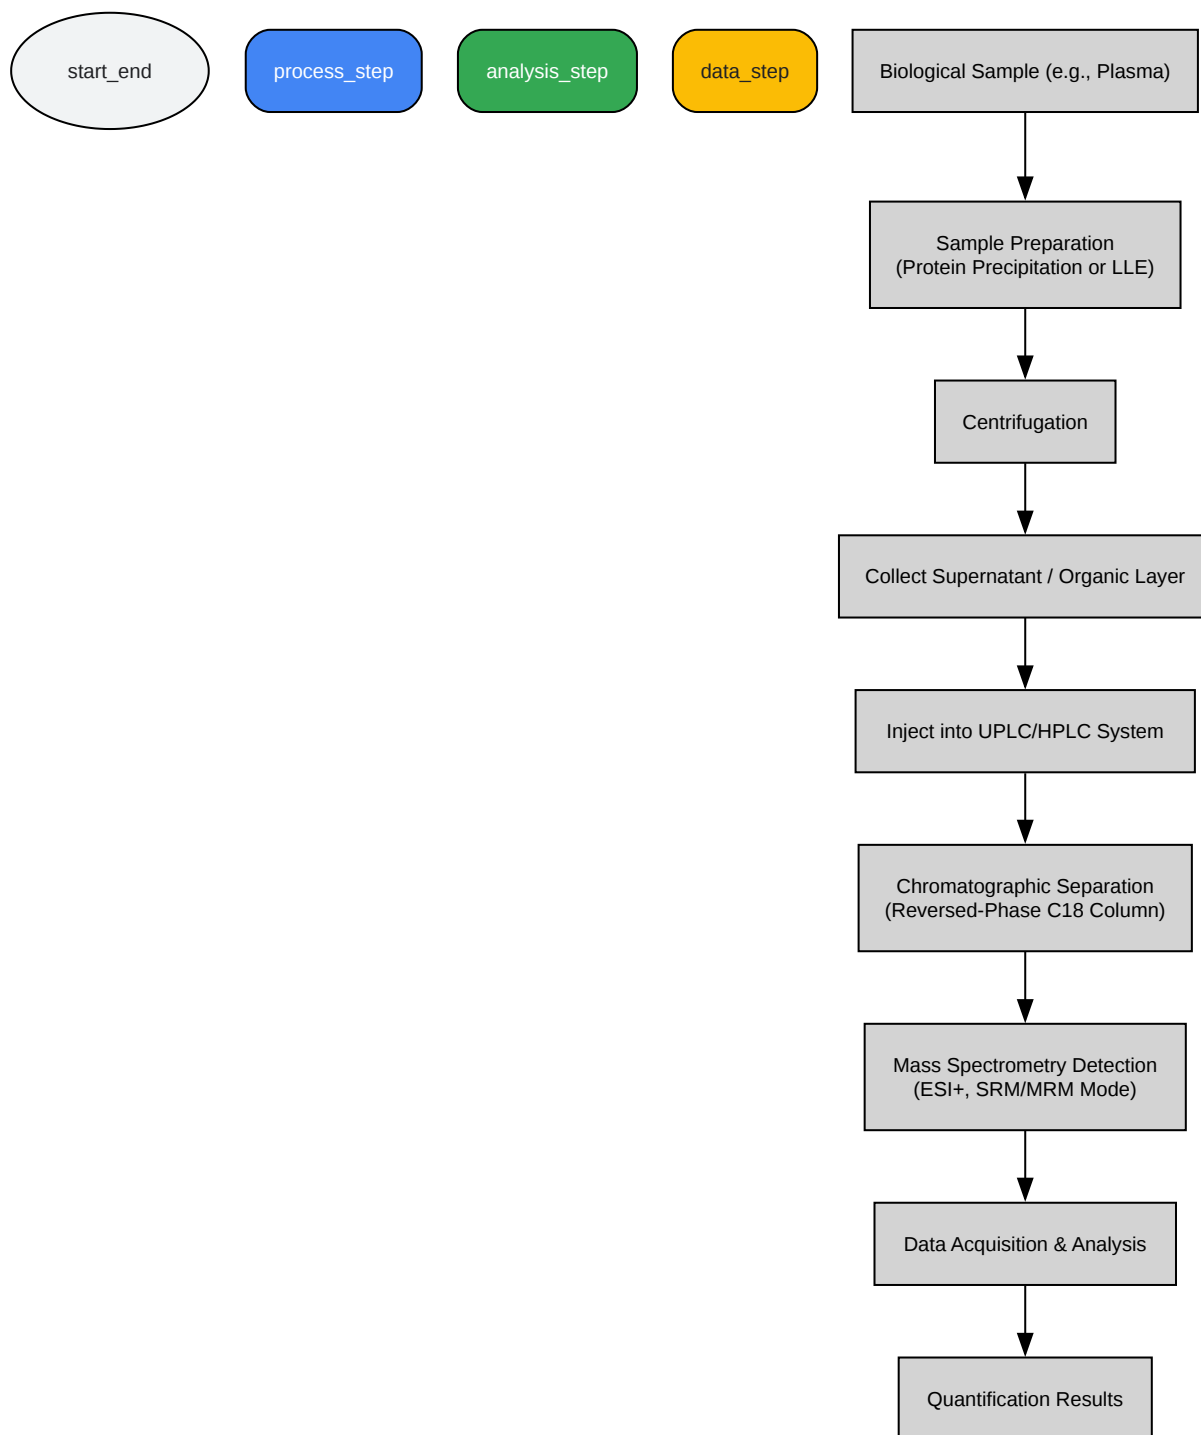 start_end
process_step
analysis_step
data_step
Biological Sample (e.g., Plasma)
Sample Preparation
(Protein Precipitation or LLE)
Centrifugation
Collect Supernatant / Organic Layer
Inject into UPLC/HPLC System
Chromatographic Separation
(Reversed-Phase C18 Column)
Mass Spectrometry Detection
(ESI+, SRM/MRM Mode)
Data Acquisition & Analysis
Quantification Results